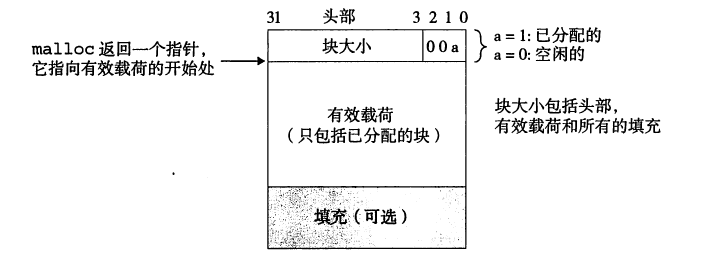 31 头部 3 2 1 0
块大小 0 0 a
a = 1: 已分配的
a = 0: 空闲的
malloc 返回一个指针,
它指向有效载荷的开始处
有效载荷
(只包括已分配的块)
块大小包括头部,
有效载荷和所有的填充
填充(可选)